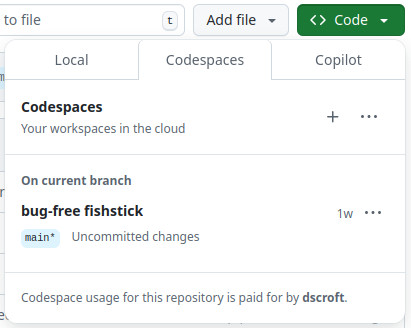 to file t Add file <> Code
Local Codespaces Copilot
Codespaces
Your workspaces in the cloud
On current branch
bug-free fishstick 1w
main* Uncommitted changes
Codespace usage for this repository is paid for by dscroft.